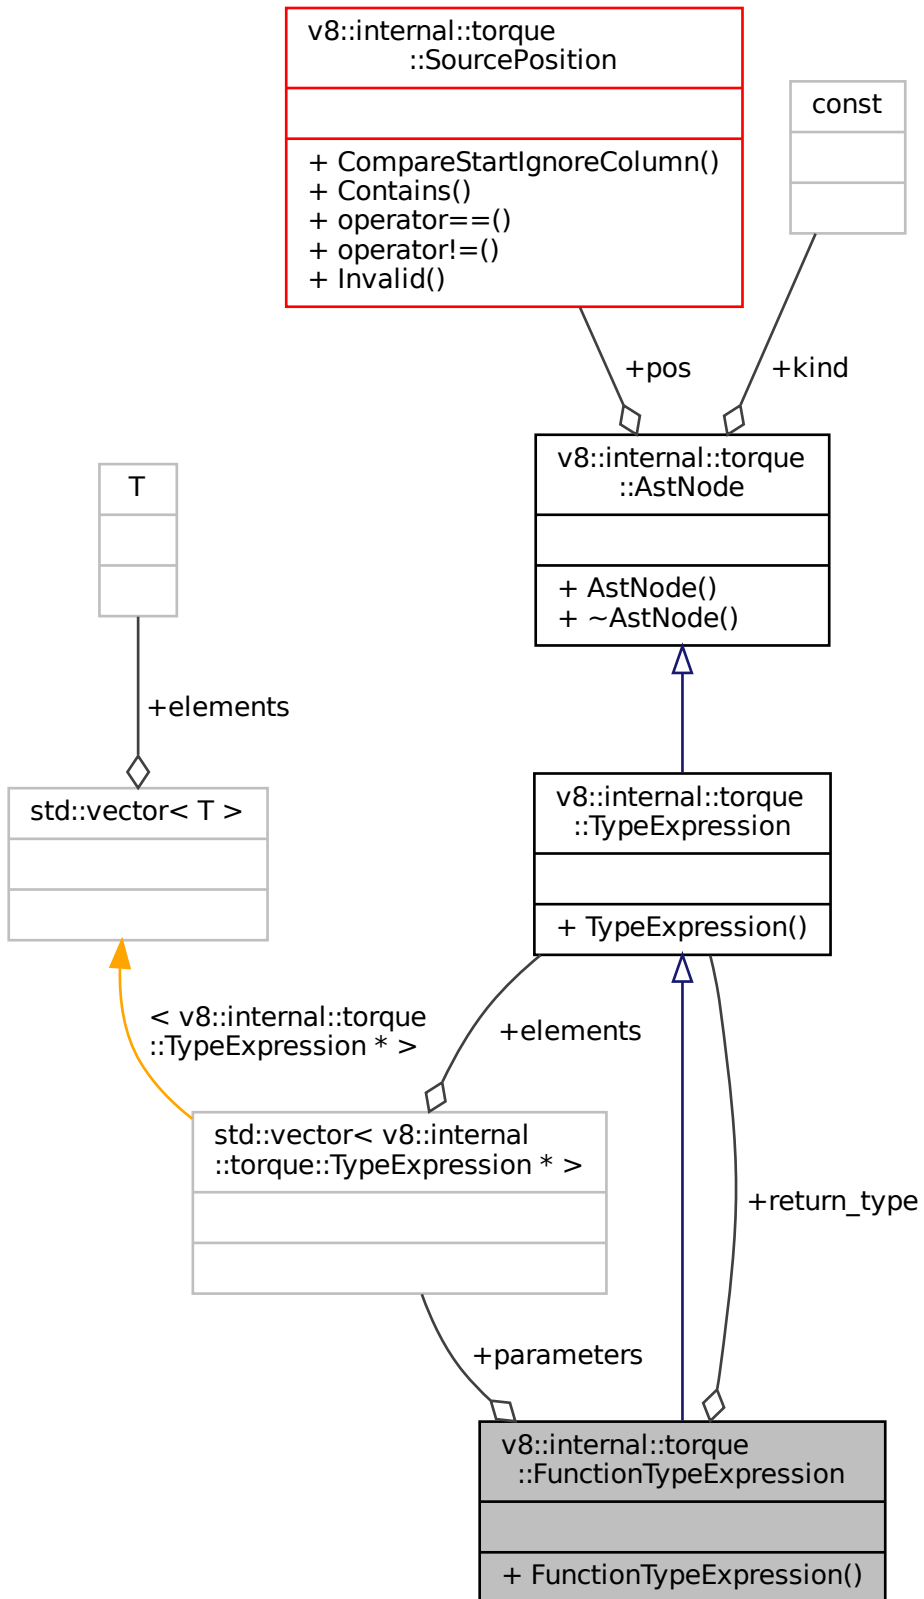 v8::internal::torque
::SourcePosition
+ CompareStartIgnoreColumn()
+ Contains()
+ operator==()
+ operator!=()
+ Invalid()
const
+pos
+kind
v8::internal::torque
::AstNode
+ AstNode()
+ ~AstNode()
T
+elements
std::vector< T >
v8::internal::torque
::TypeExpression
+ TypeExpression()
< v8::internal::torque
::TypeExpression * >
+elements
std::vector< v8::internal
::torque::TypeExpression * >
+return_type
+parameters
v8::internal::torque
::FunctionTypeExpression
+ FunctionTypeExpression()